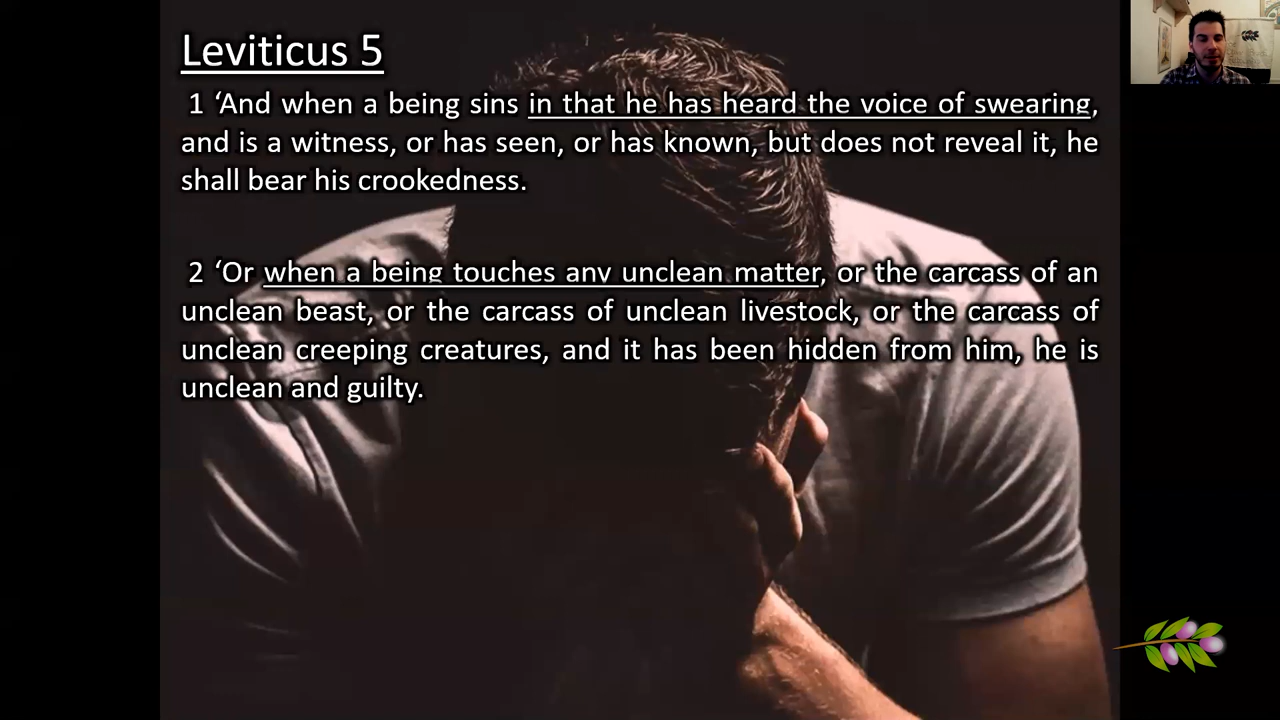 Leviticus 5
1 ‘And when a being sins in that he has heard the voice of swearing,
and is a witness, or has seen, or has known, but does not reveal it, he
shall bear his crookedness.
2 ‘Or when a being touches any unclean matter, or the carcass of an
unclean beast, or the carcass of unclean livestock, or the carcass of
unclean creeping creatures, and it has been hidden from him, he is
unclean and guilty.